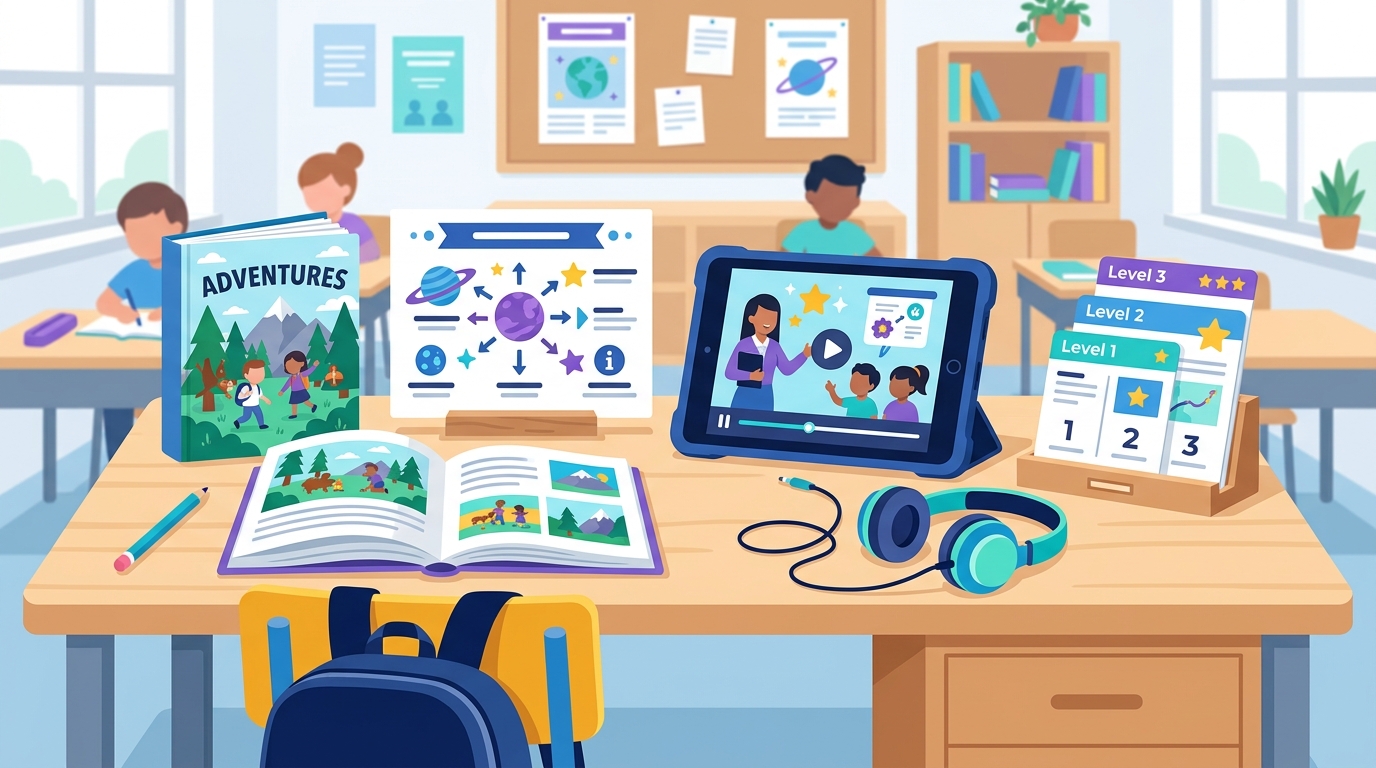 ADVENTURES
Level 3
Level 2
Level 1
1
2
3
i